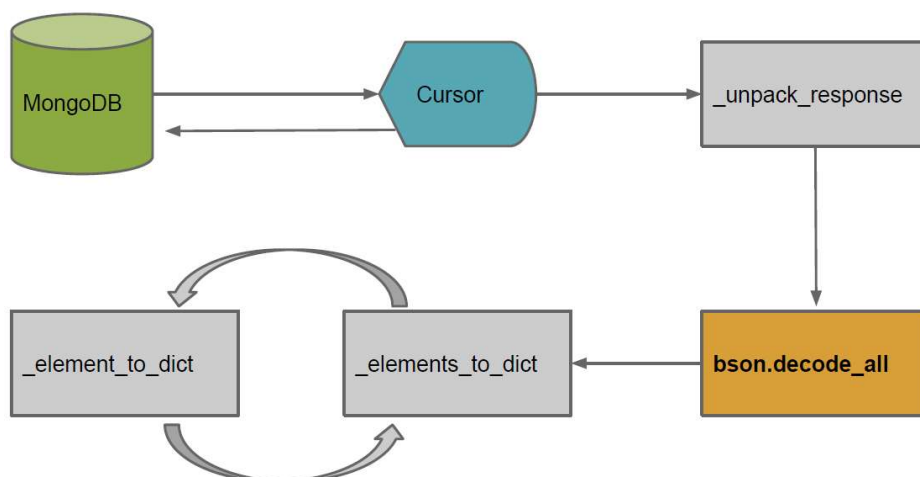 MongoDB
Cursor
_unpack_response
_element_to_dict
_elements_to_dict
bson.decode_all